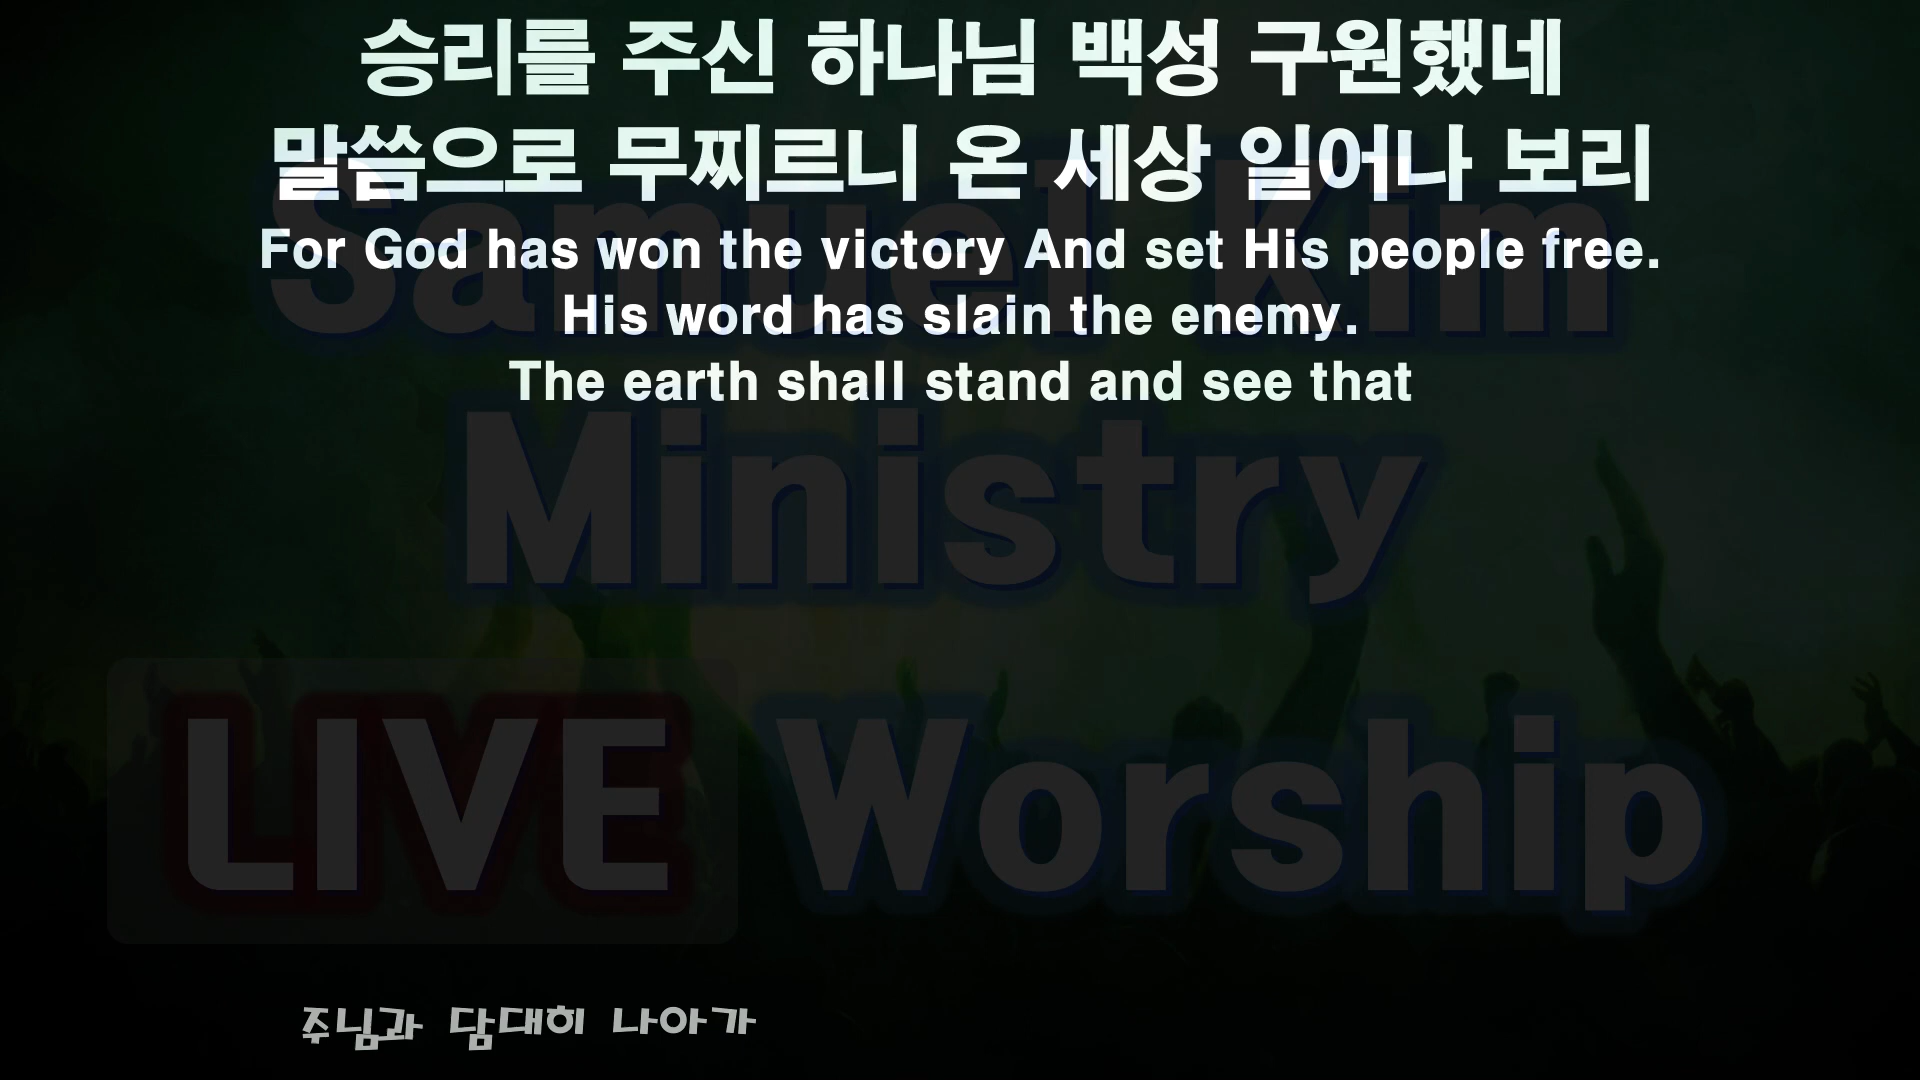 승리를 주신 하나님 백성 구원했네
말씀으로 무찌르니 온 세상 일어나 보리
For God has won the victory And set His people free.
His word has slain the enemy.
The earth shall stand and see that
Samuel Kim
Ministry
LIVE Worship
주님과 담대히 나아가